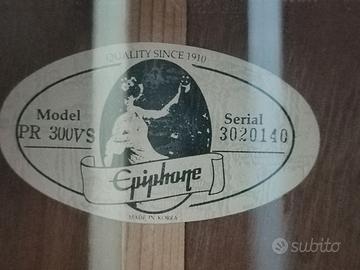 QUALITY SINCE 1910
Model
PR 300VS
Serial
3020140
Epiphone
MADE IN KOREA
subito